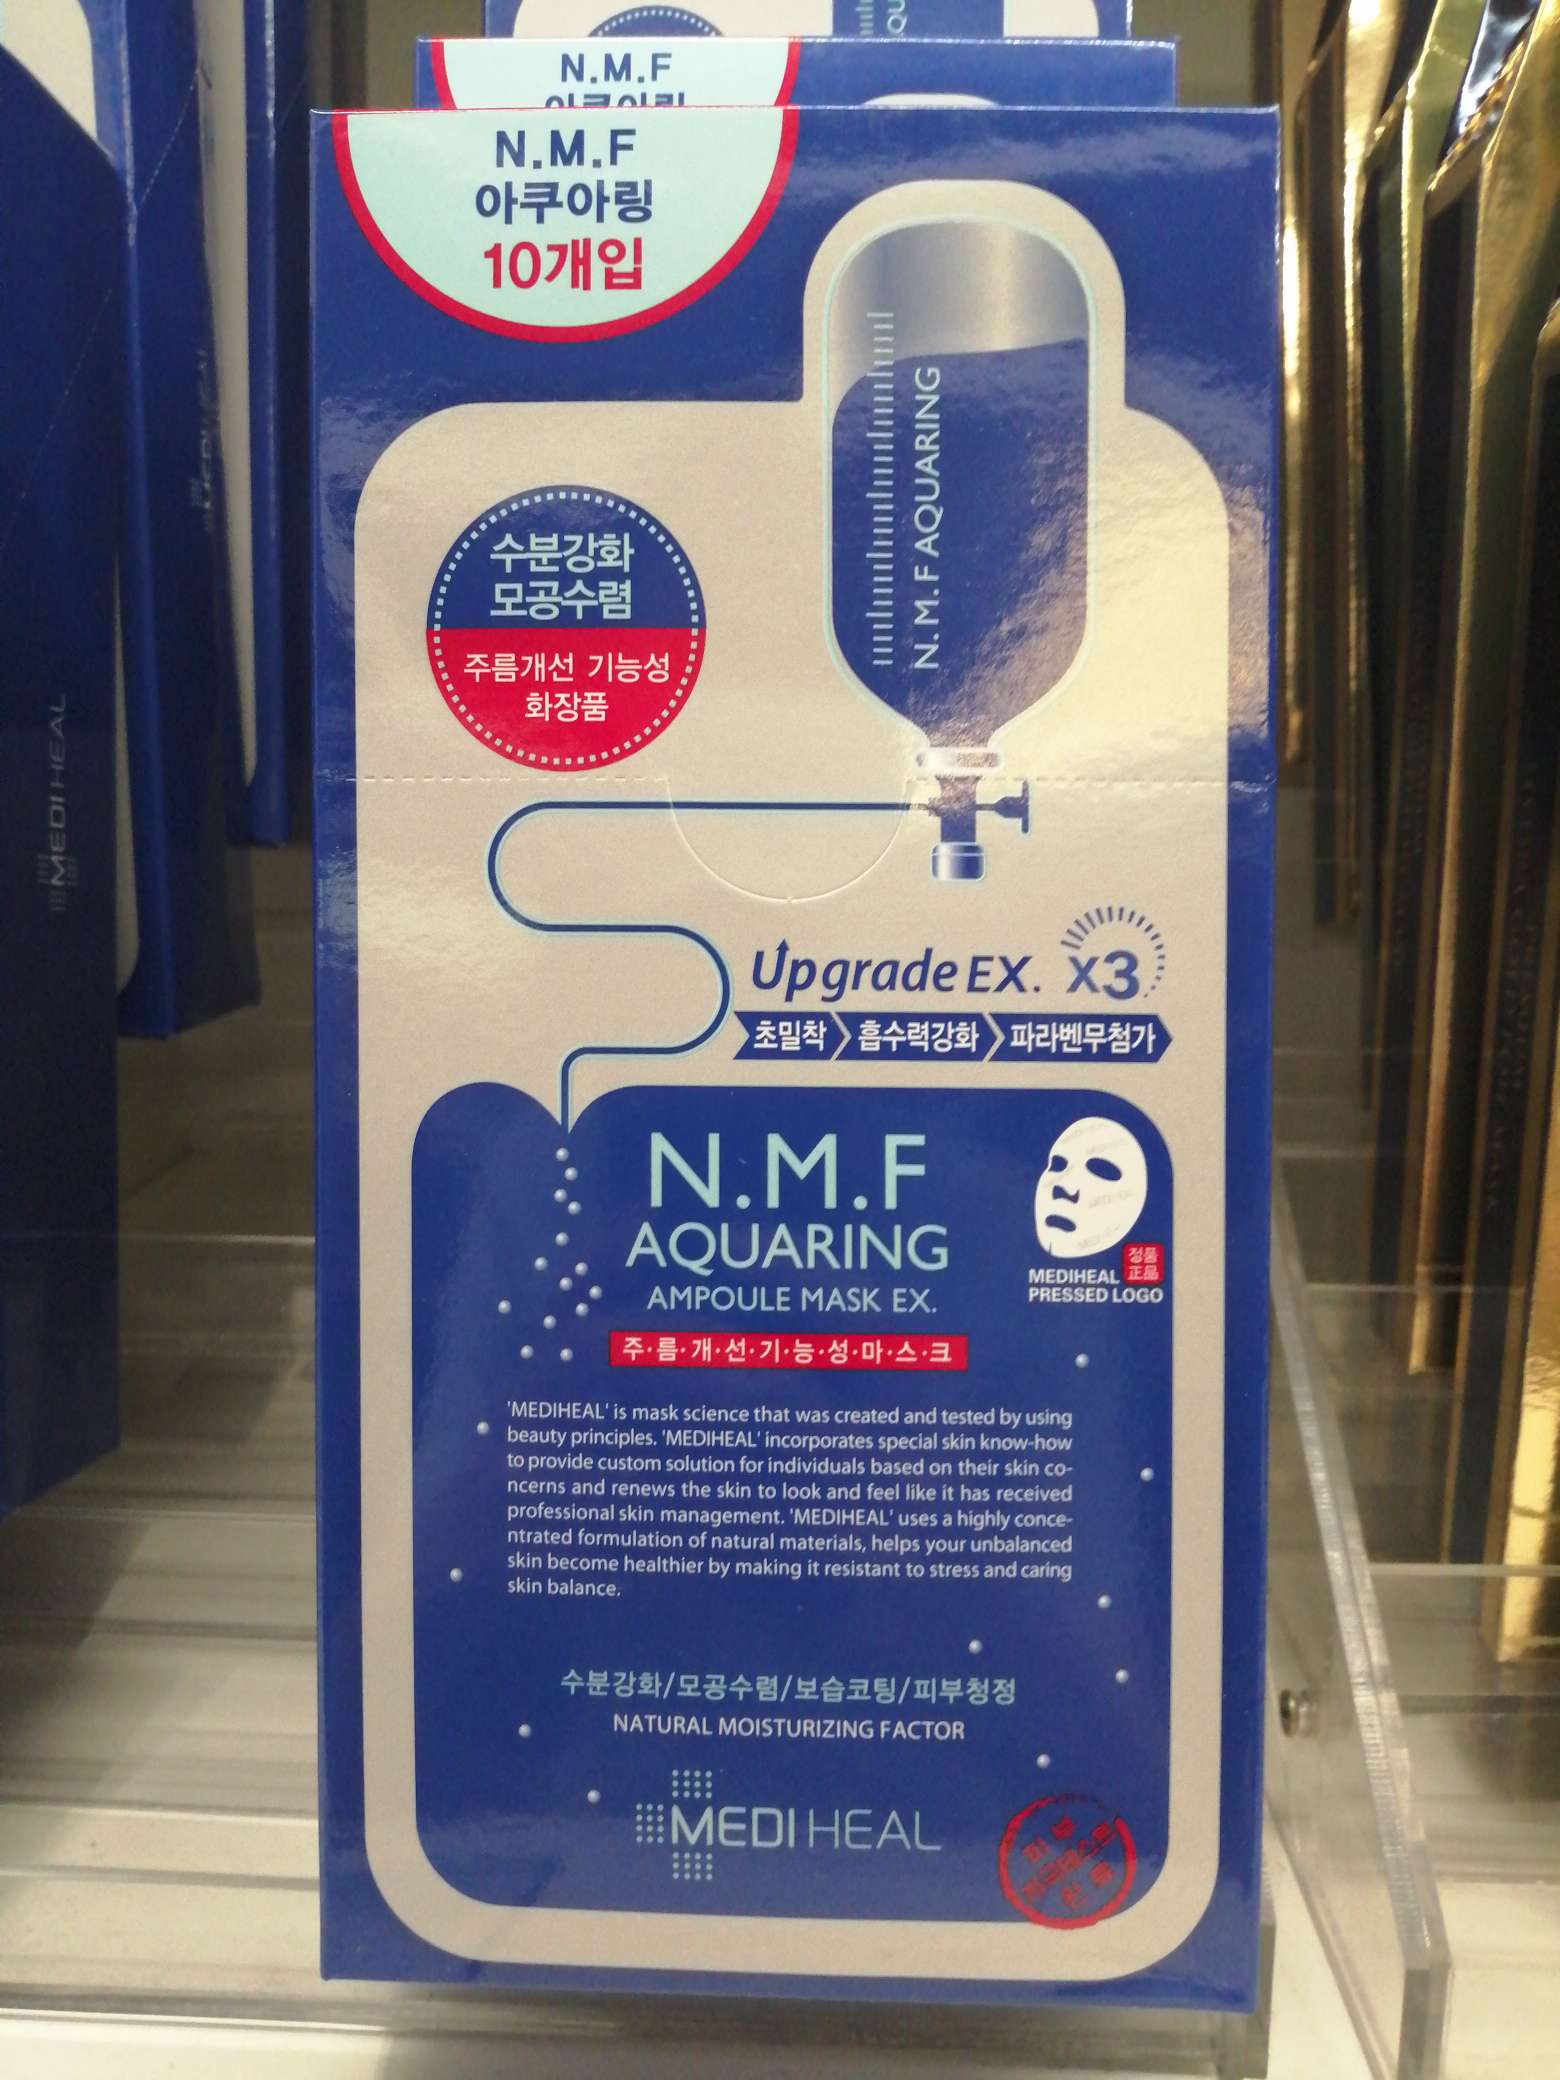 N.M.F
N.M.F
아쿠아링
10개입
N.M.F AQUARING
수분강화
모공수렴
주름개선 기능성
화장품
Upgrade EX. X3
초밀착 흡수력강화 파라벤무첨가
N.M.F
AQUARING
AMPOULE MASK EX.
주·름·개·선·기·능·성·마·스·크
정품
正品
MEDIHEAL
PRESSED LOGO
'MEDIHEAL' is mask science that was created and tested by using
beauty principles. 'MEDIHEAL' incorporates special skin know-how
to provide custom solution for individuals based on their skin co-
ncerns and renews the skin to look and feel like it has received
professional skin management. 'MEDIHEAL' uses a highly conce-
ntrated formulation of natural materials, helps your unbalanced
skin become healthier by making it resistant to stress and caring
skin balance.
수분강화/모공수렴/보습코팅/피부청정
NATURAL MOISTURIZING FACTOR
MEDIHEAL
MEDIHEAL